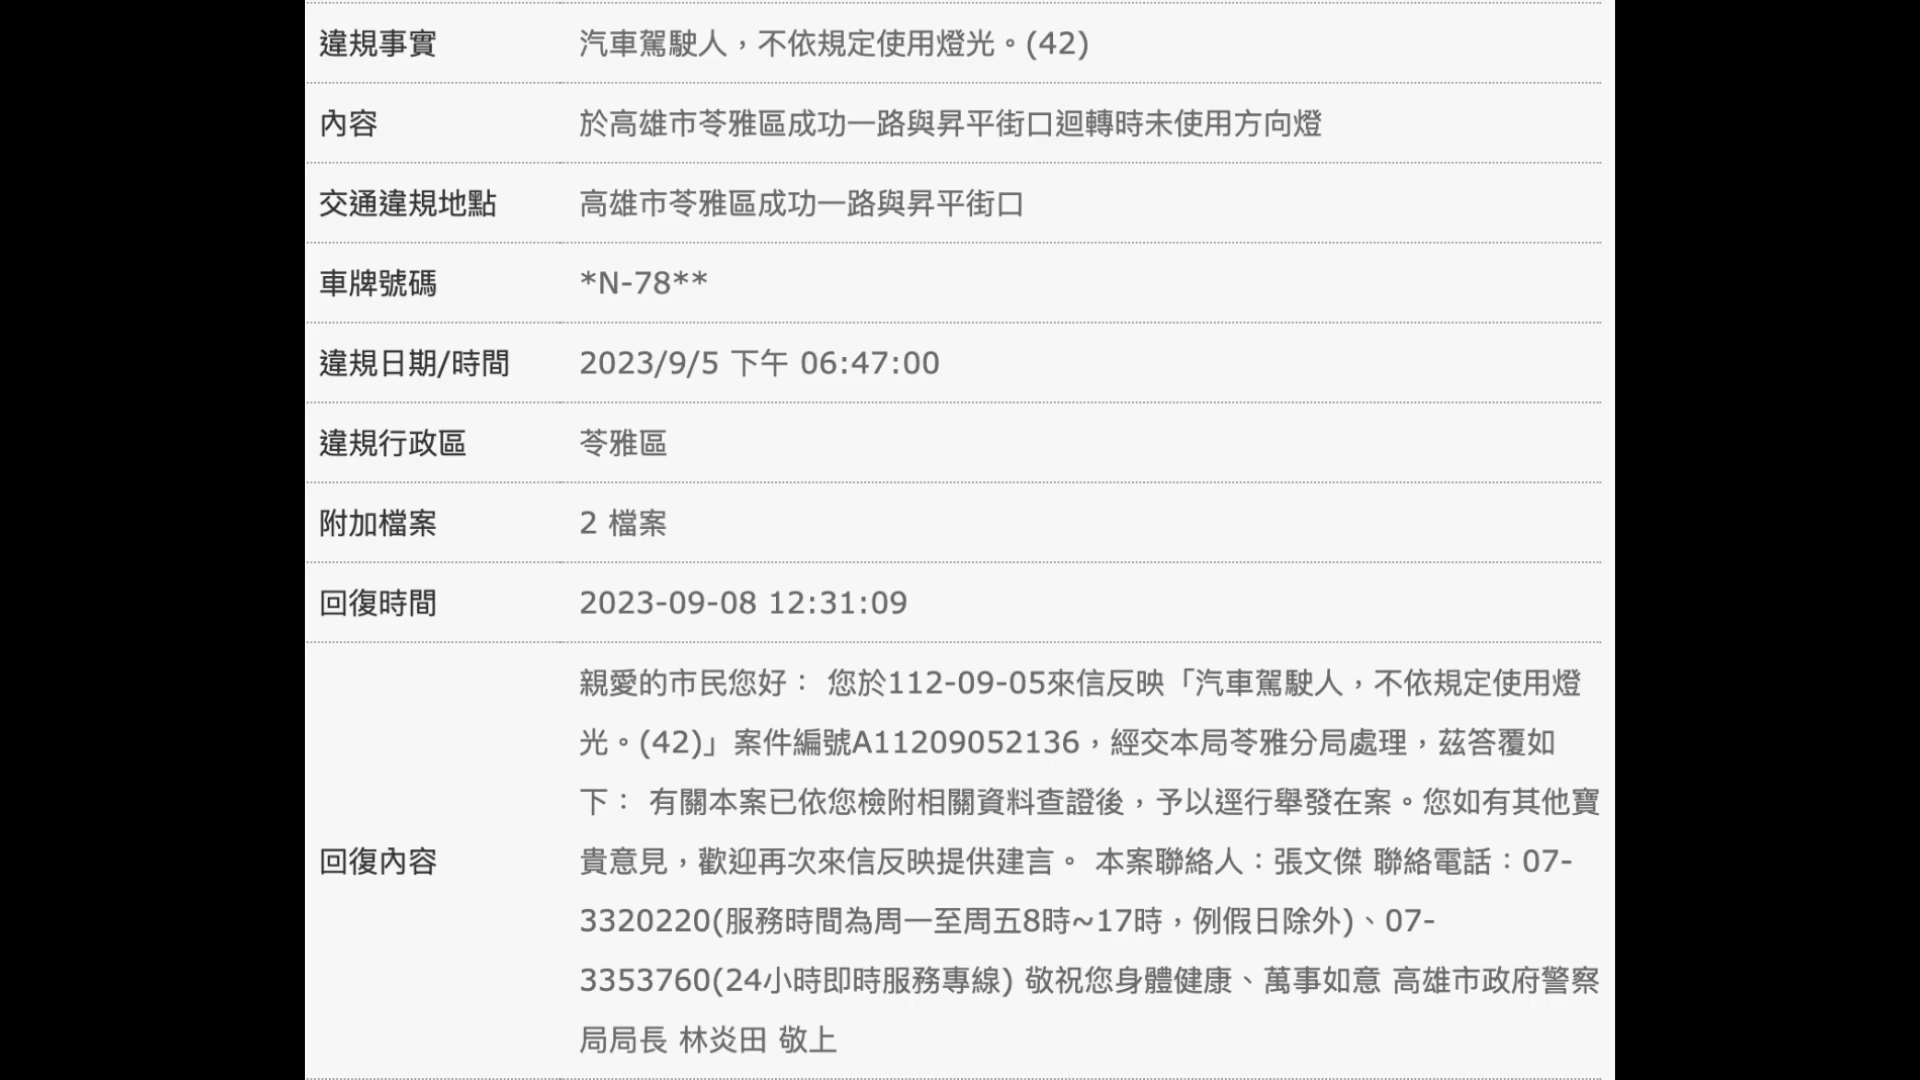 違規事實 汽車駕駛人，不依規定使用燈光。(42)
內容 於高雄市苓雅區成功一路與昇平街口迴轉時未使用方向燈
交通違規地點 高雄市苓雅區成功一路與昇平街口
車牌號碼 *N-78**
違規日期/時間 2023/9/5 下午 06:47:00
違規行政區 苓雅區
附加檔案 2 檔案
回復時間 2023-09-08 12:31:09
回復內容
親愛的市民您好： 您於112-09-05來信反映「汽車駕駛人，不依規定使用燈
光。(42)」案件編號A11209052136，經交本局苓雅分局處理，茲答覆如
下： 有關本案已依您檢附相關資料查證後，予以逕行舉發在案。您如有其他寶
貴意見，歡迎再次來信反映提供建言。 本案聯絡人：張文傑 聯絡電話：07-
3320220(服務時間為周一至周五8時~17時，例假日除外)、07-
3353760(24小時即時服務專線) 敬祝您身體健康、萬事如意 高雄市政府警察
局局長 林炎田 敬上